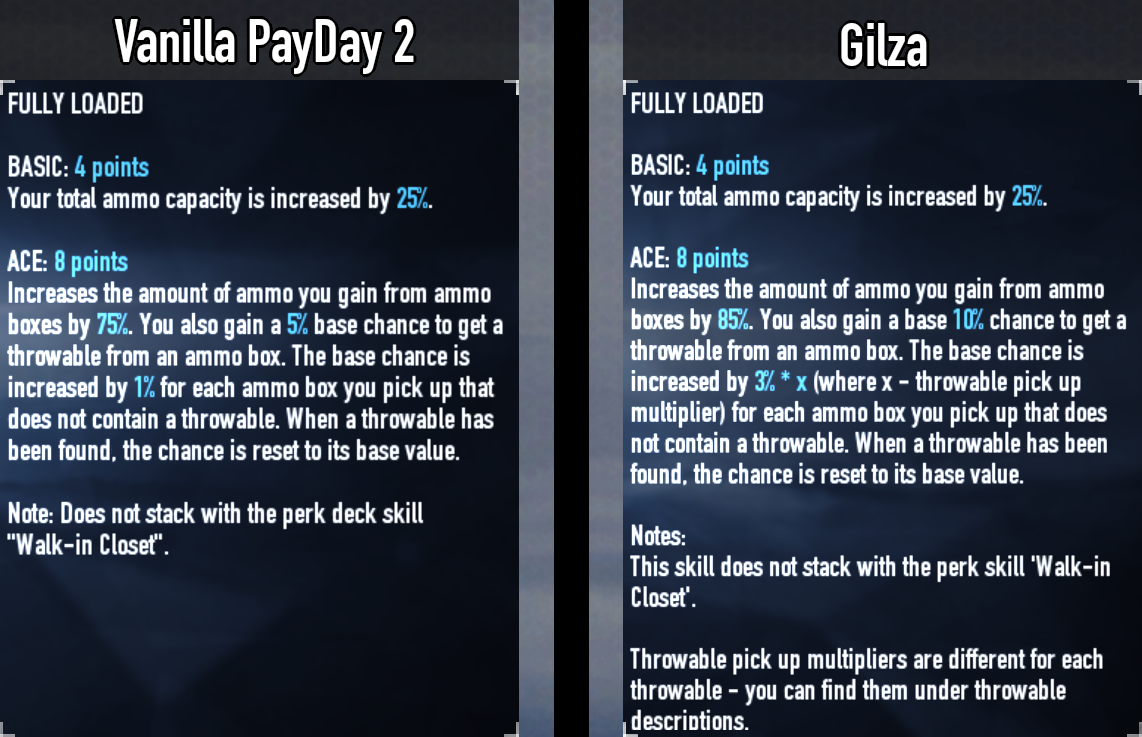 Vanilla PayDay 2
FULLY LOADED
BASIC: 4 points
Your total ammo capacity is increased by 25%.
ACE: 8 points
Increases the amount of ammo you gain from ammo
boxes by 75%. You also gain a 5% base chance to get a
throwable from an ammo box. The base chance is
increased by 1% for each ammo box you pick up that
does not contain a throwable. When a throwable has
been found, the chance is reset to its base value.
Note: Does not stack with the perk deck skill
"Walk-in Closet".
Gilza
FULLY LOADED
BASIC: 4 points
Your total ammo capacity is increased by 25%.
ACE: 8 points
Increases the amount of ammo you gain from ammo
boxes by 85%. You also gain a base 10% chance to get a
throwable from an ammo box. The base chance is
increased by 3% * x (where x - throwable pick up
multiplier) for each ammo box you pick up that does
not contain a throwable. When a throwable has been
found, the chance is reset to its base value.
Notes:
This skill does not stack with the perk skill 'Walk-in
Closet'.
Throwable pick up multipliers are different for each
throwable - you can find them under throwable
descriptions.